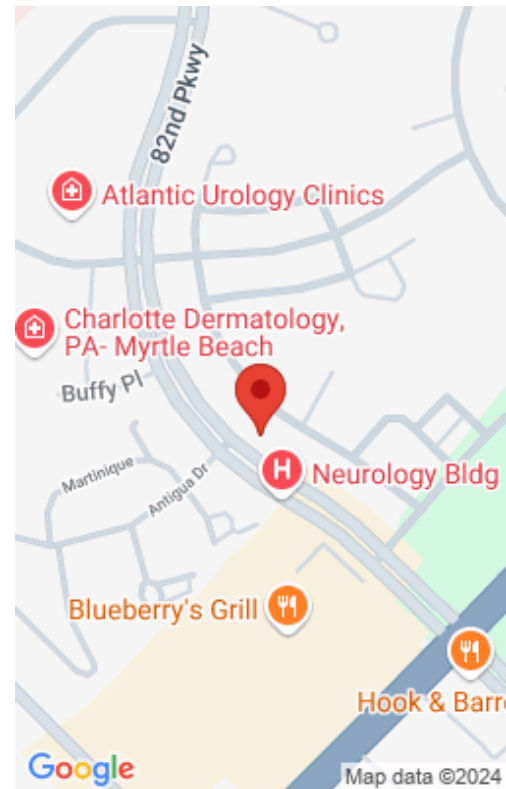 82nd Pkwy
Atlantic Urology Clinics
Charlotte Dermatology,
PA- Myrtle Beach
Buffy Pl
H
Neurology Bldg
Martinique
Antigua Dr
Blueberry's Grill
Hook & Barre
Google
Map data ©2024